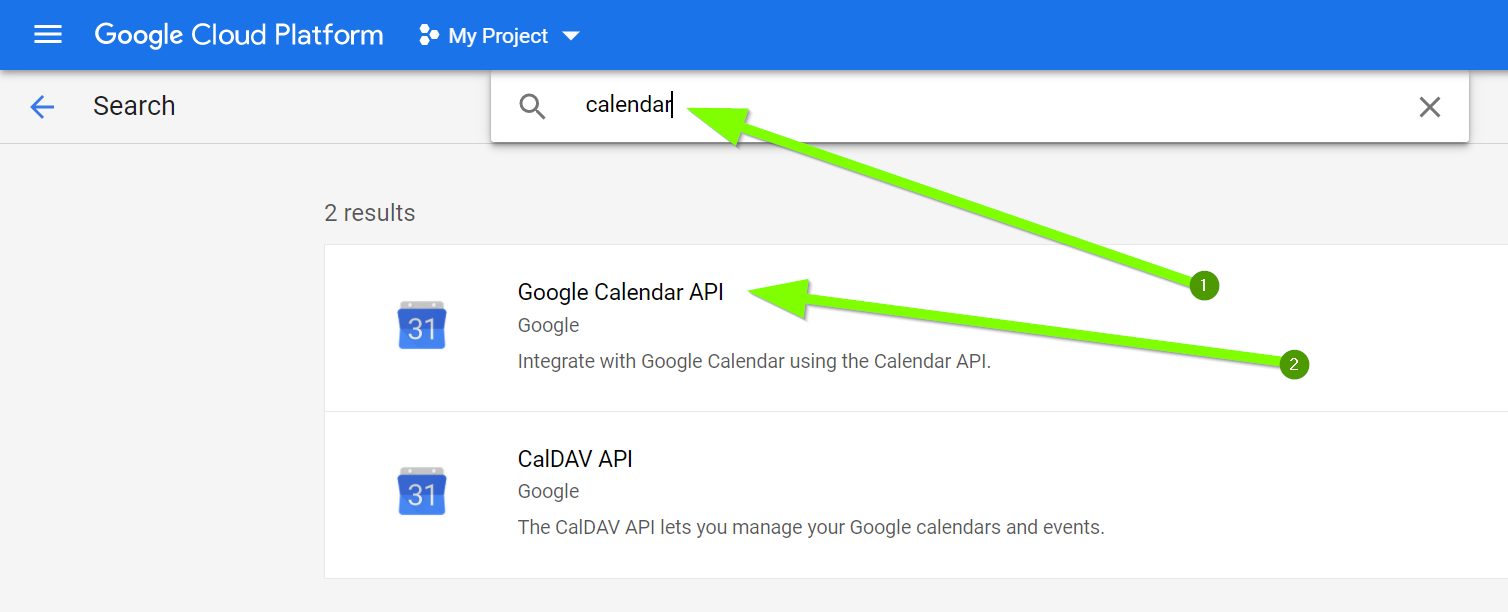 Google Cloud Platform My Project
Search
calendar
2 results
1
Google Calendar API
Google
31
Integrate with Google Calendar using the Calendar API.
2
CalDAV API
Google
31
The CalDAV API lets you manage your Google calendars and events.